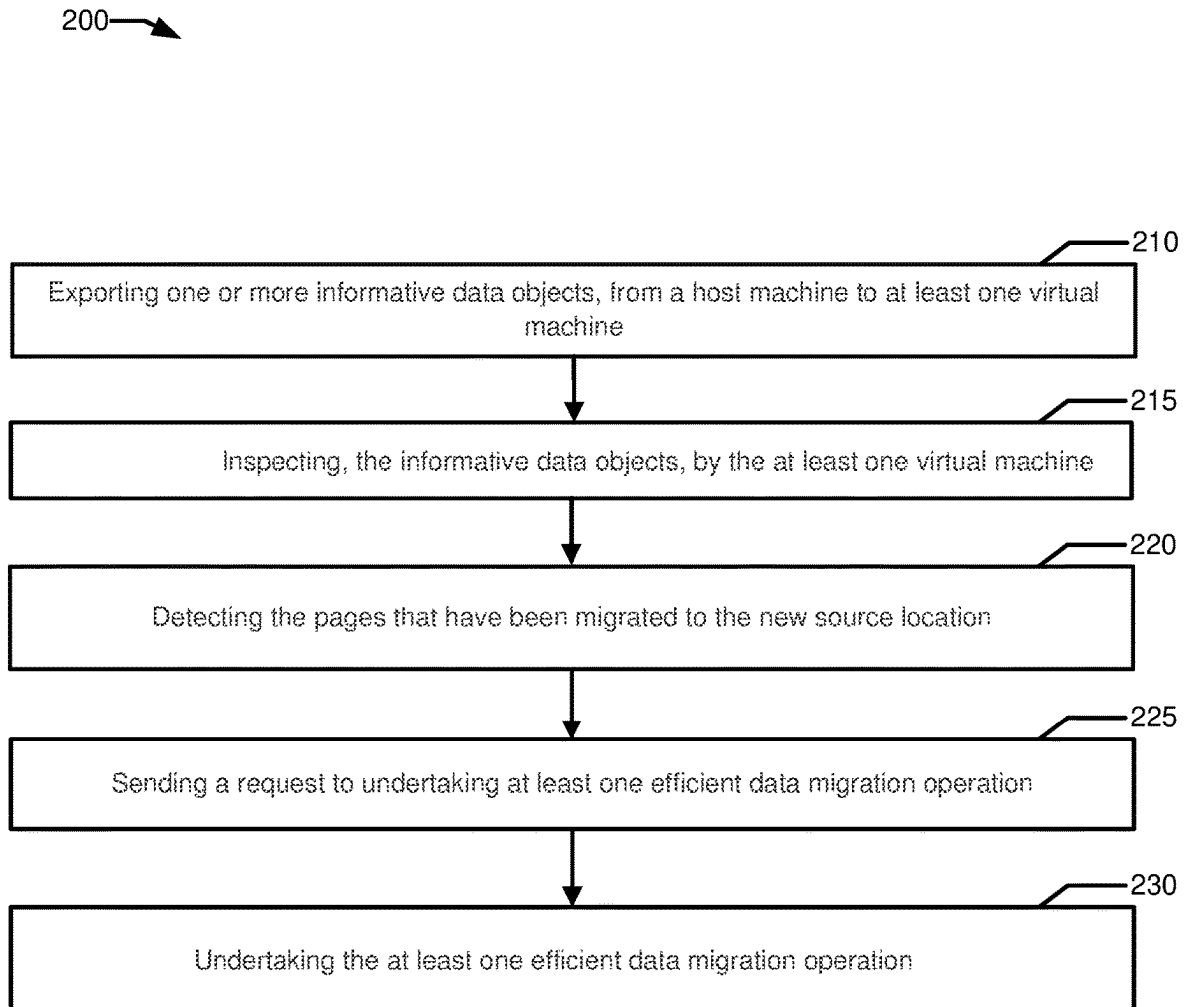 200
210
Exporting one or more informative data objects, from a host machine to at least one virtual
machine
215
Inspecting, the informative data objects, by the at least one virtual machine
220
Detecting the pages that have been migrated to the new source location
225
Sending a request to undertaking at least one efficient data migration operation
230
Undertaking the at least one efficient data migration operation